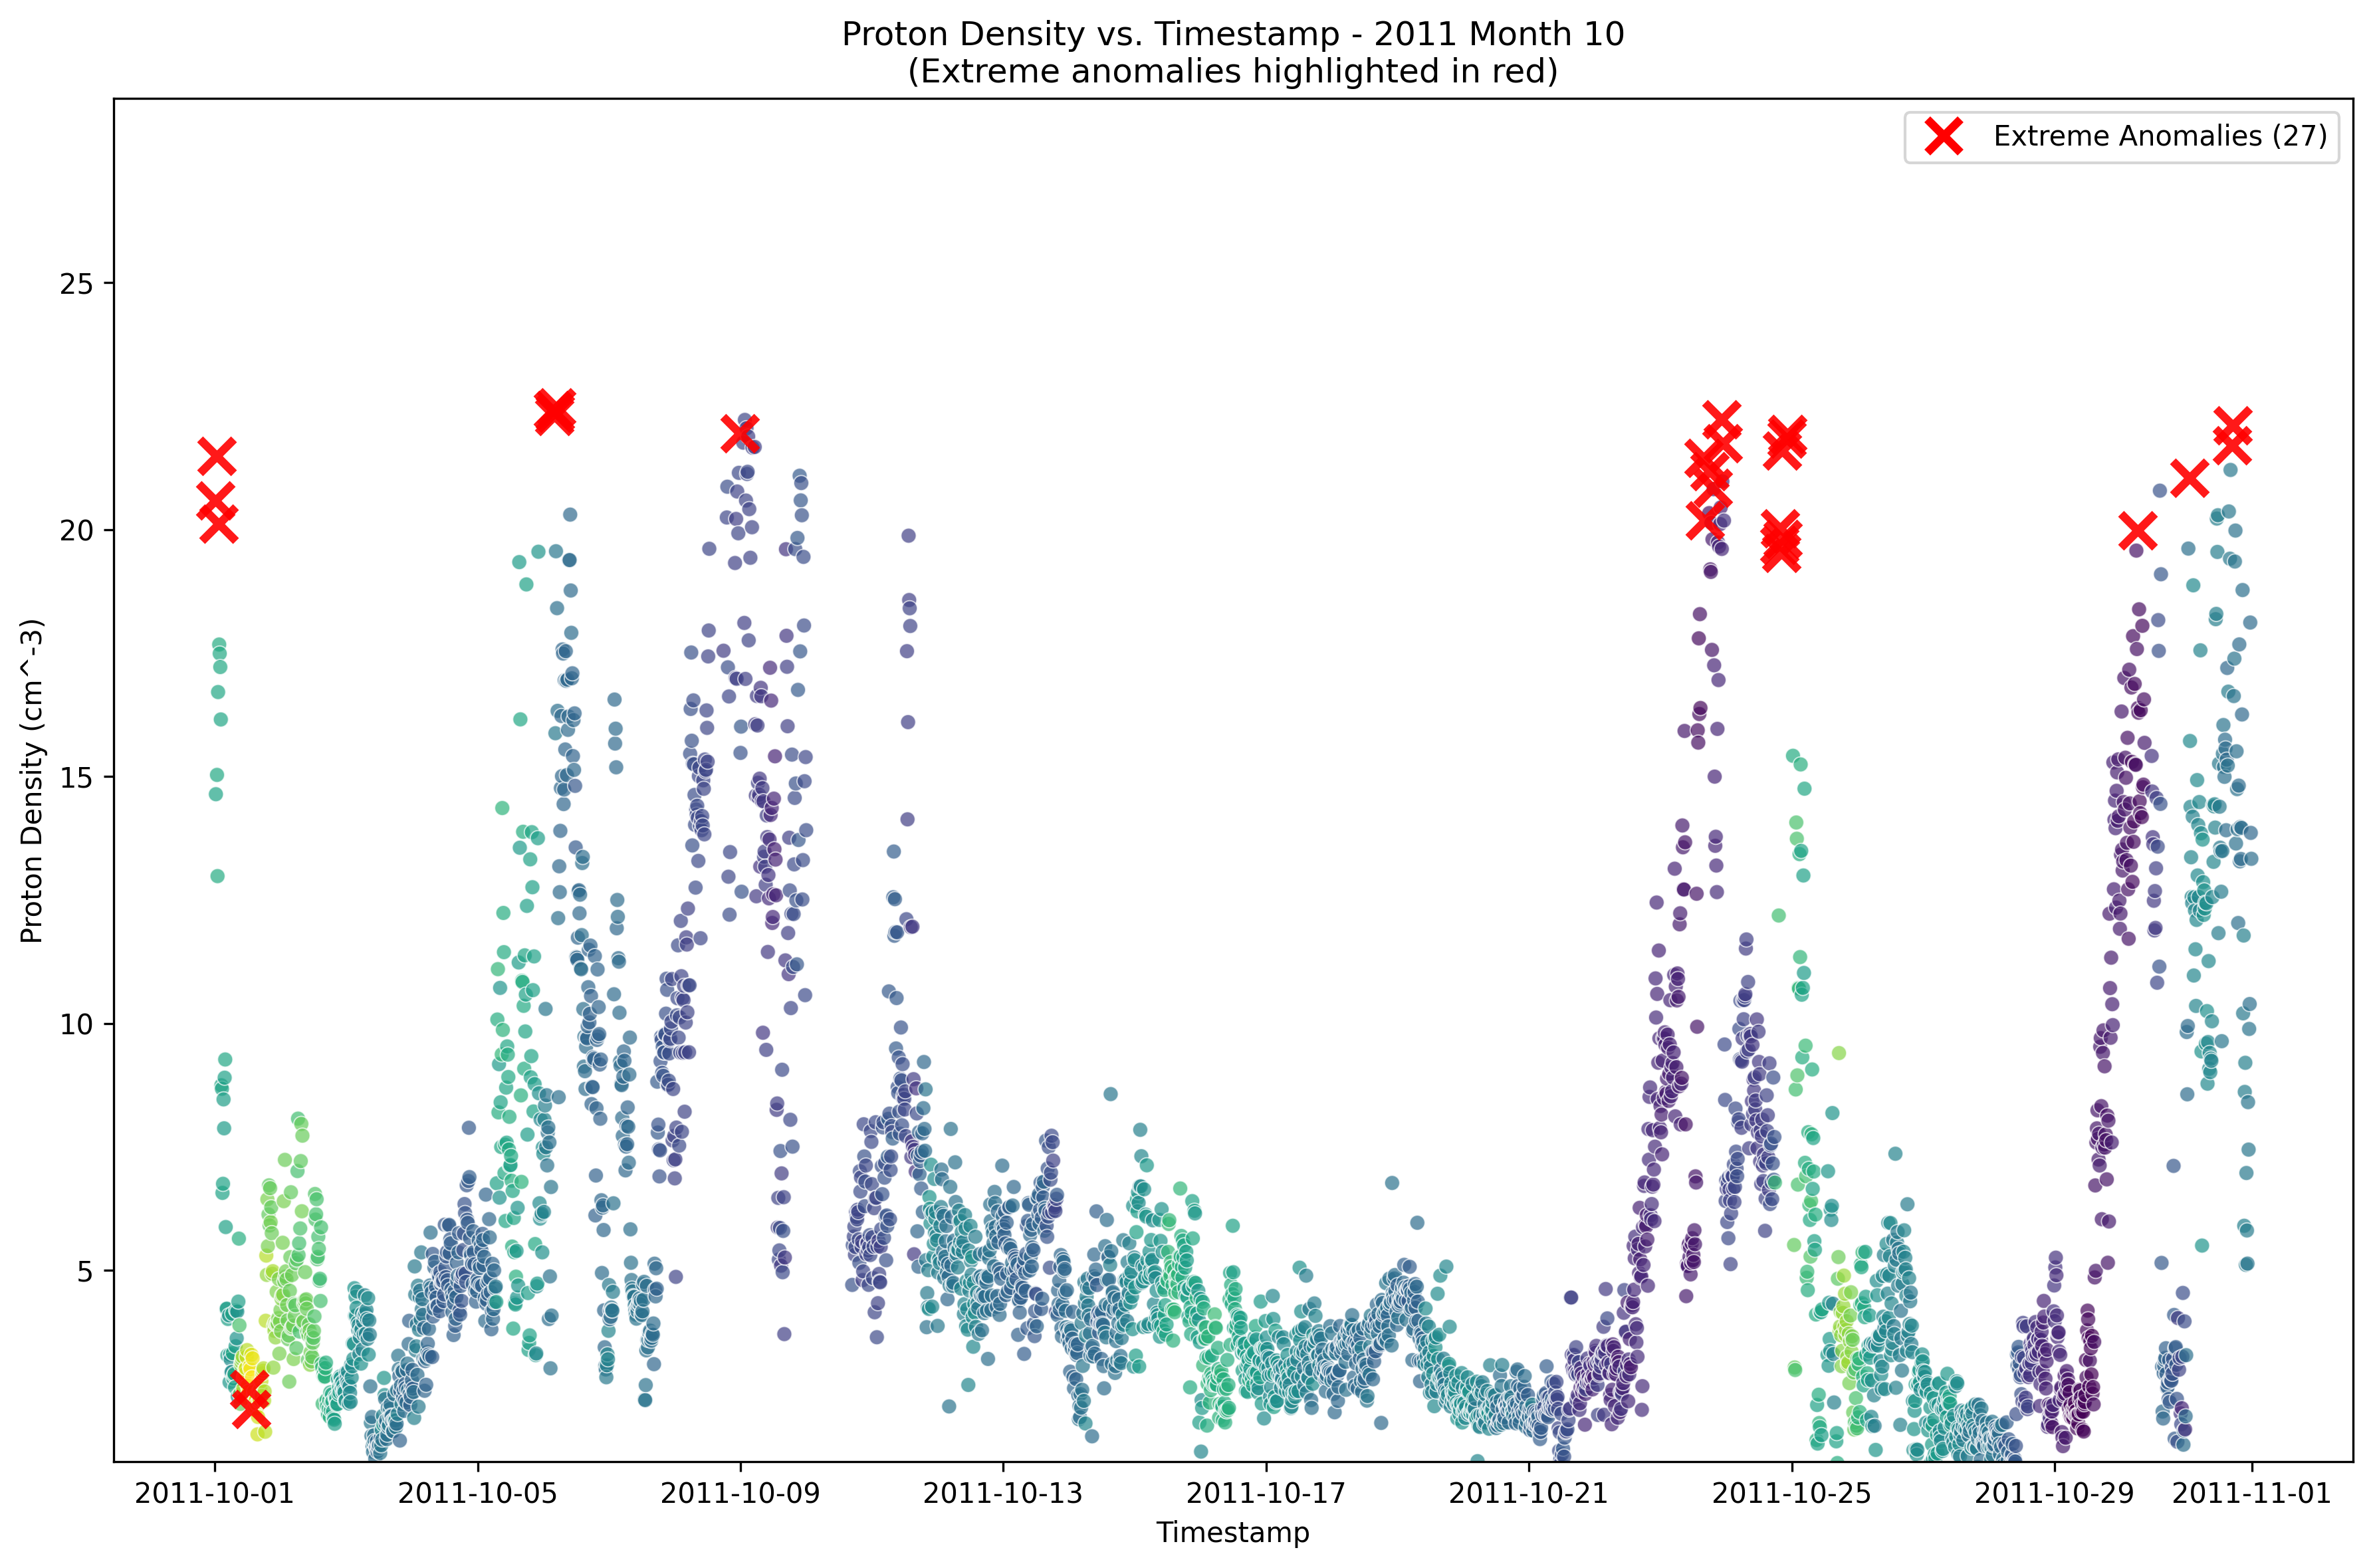 Proton Density vs. Timestamp - 2011 Month 10
(Extreme anomalies highlighted in red)
Extreme Anomalies (27)
Proton Density (cm^-3)
25
20
15
10
5
2011-10-01
2011-10-05
2011-10-09
2011-10-13
2011-10-17
2011-10-21
2011-10-25
2011-10-29
2011-11-01
Timestamp